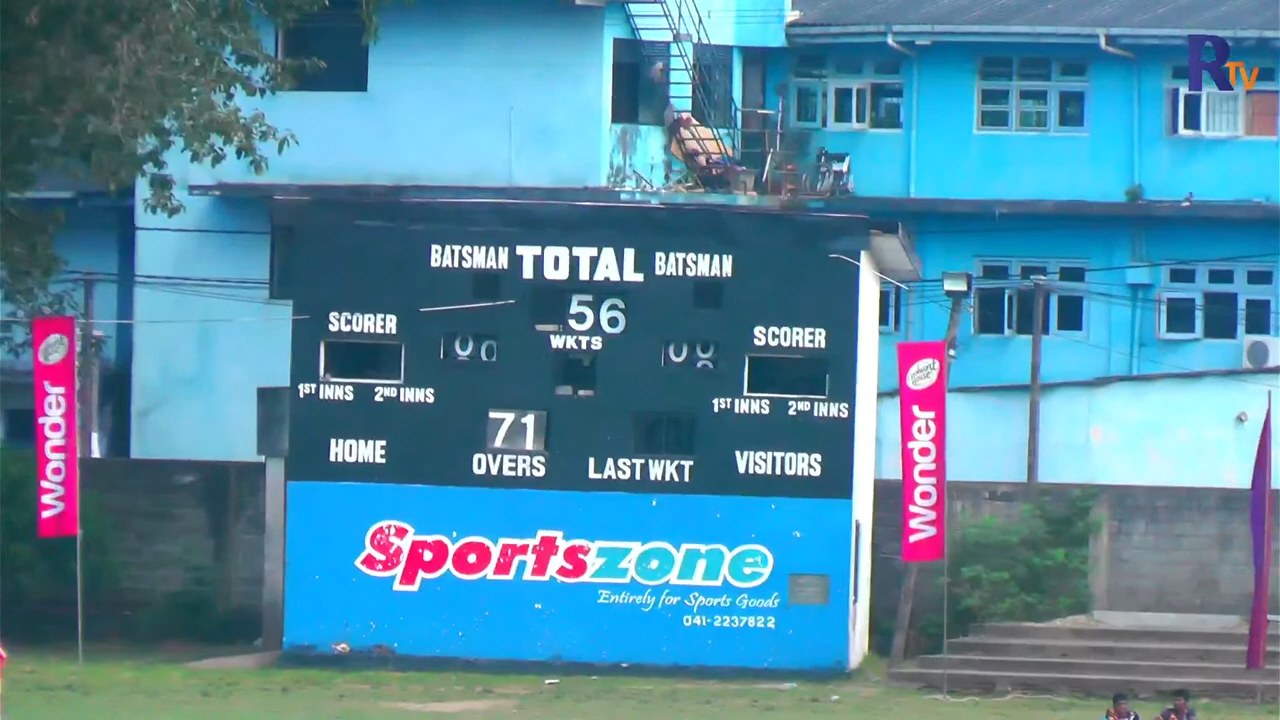 RTV
BATSMAN TOTAL BATSMAN
56
SCORER
WKTS
SCORER
1ST INNS 2ND INNS
1ST INNS 2ND INNS
71
HOME
OVERS
LAST WKT
VISITORS
Wonder
Wonder
Sportszone
Entirely for Sports Goods
041-2237822